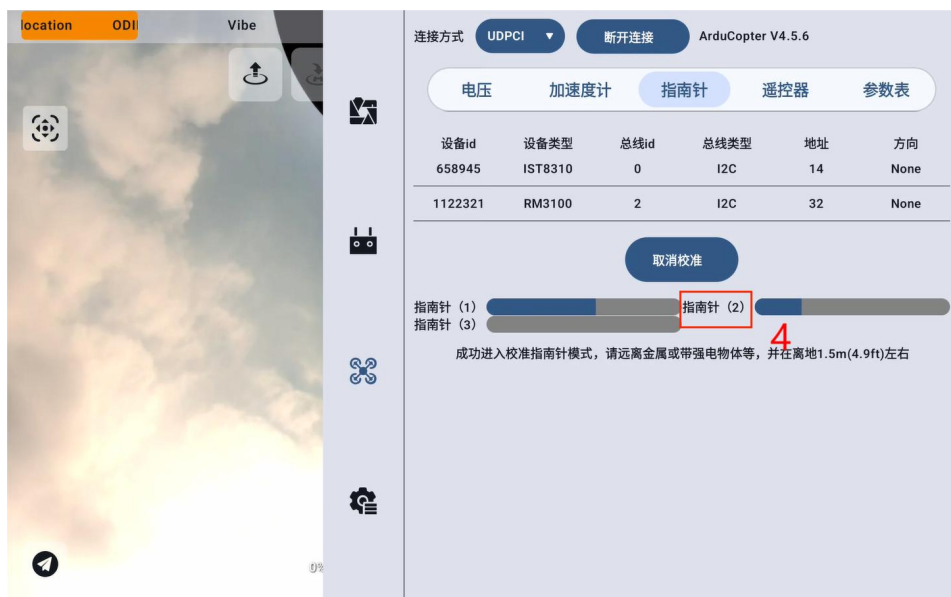 location ODI Vibe
连接方式 UDPCI 断开连接 ArduCopter V4.5.6
电压 加速度计 指南针 遥控器 参数表
设备id 设备类型 总线id 总线类型 地址 方向
658945 IST8310 0 I2C 14 None
1122321 RM3100 2 I2C 32 None
取消校准
指南针（1） 指南针（2）
指南针（3）
4
成功进入校准指南针模式，请远离金属或带强电物体等，并在离地1.5m(4.9ft)左右
0%